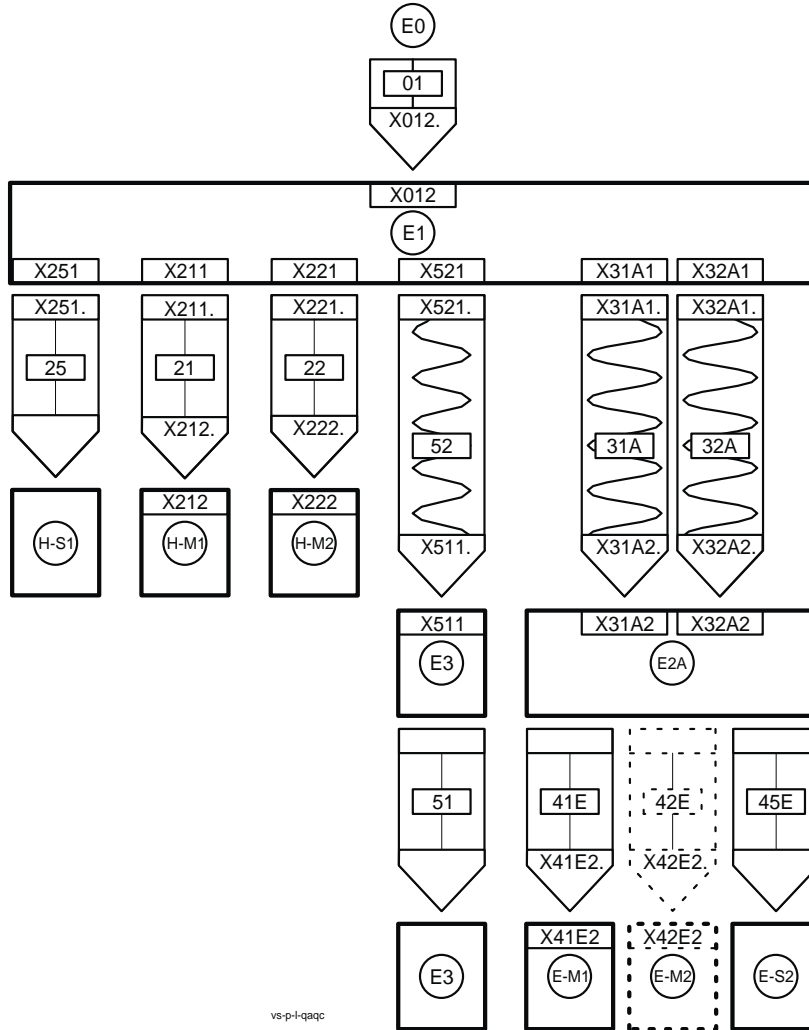 E0
01
X012.
X012
E1
X251 X211 X221 X521 X31A1 X32A1
X251. X211. X221. X521. X31A1. X32A1.
25 21 22
X212. X222.
52 31A 32A
X212 X222
H-S1 H-M1 H-M2
X511. X31A2. X32A2.
X511 X31A2 X32A2
E3 E2A
51 41E 42E 45E
X41E2. X42E2.
X41E2 X42E2
E3 E-M1 E-M2 E-S2
vs-p-l-qaqc